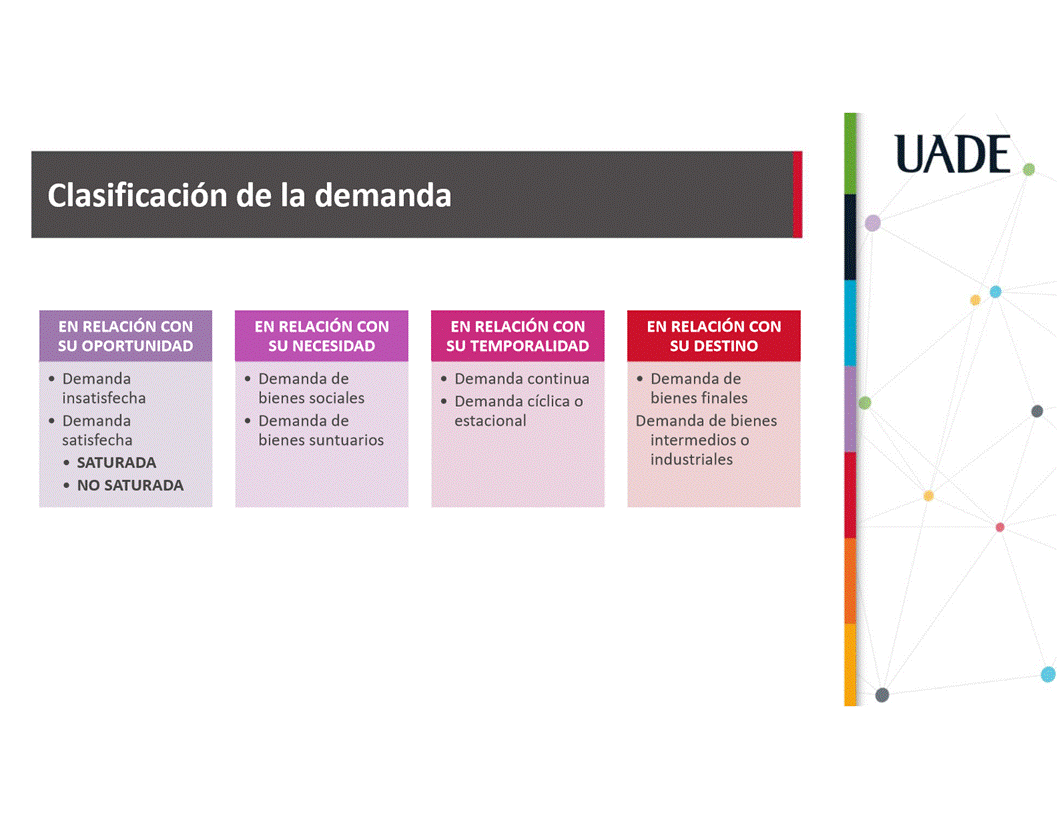 UADE
Clasificación de la demanda
EN RELACIÓN CON
SU OPORTUNIDAD
• Demanda
insatisfecha
• Demanda
satisfecha
• SATURADA
• NO SATURADA
EN RELACIÓN CON
SU NECESIDAD
• Demanda de
bienes sociales
• Demanda de
bienes suntuarios
EN RELACIÓN CON
SU TEMPORALIDAD
• Demanda continua
• Demanda cíclica o
estacional
EN RELACIÓN CON
SU DESTINO
• Demanda de
bienes finales
Demanda de bienes
intermedios o
industriales